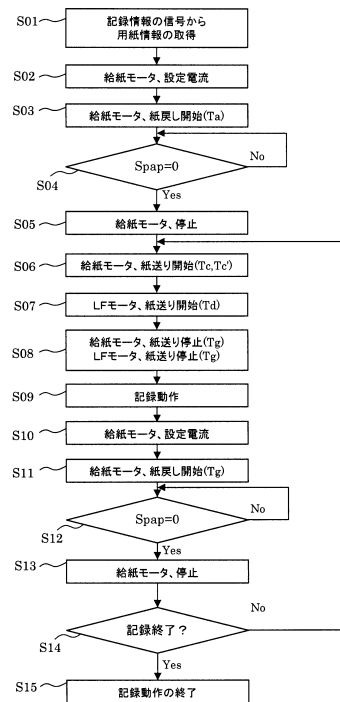 S01
記録情報の信号から
用紙情報の取得
S02
給紙モータ、設定電流
S03
給紙モータ、紙戻し開始(Ta)
No
Spap=0
S04
Yes
S05
給紙モータ、停止
S06
給紙モータ、紙送り開始(Tc,Tc')
S07
LFモータ、紙送り開始(Td)
S08
給紙モータ、紙送り停止(Tg)
LFモータ、紙送り停止(Tg)
S09
記録動作
S10
給紙モータ、設定電流
S11
給紙モータ、紙戻し開始(Tg)
No
Spap=0
S12
Yes
S13
給紙モータ、停止
No
記録終了？
S14
Yes
S15
記録動作の終了